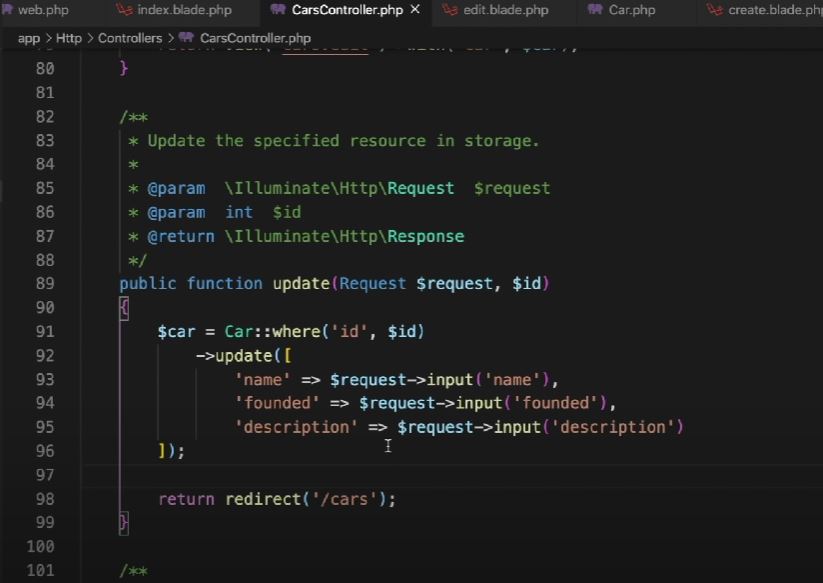 web.php index.blade.php CarsController.php × edit.blade.php Car.php create.blade.php
app > Http > Controllers > CarsController.php
80 }
81
82 /**
83 * Update the specified resource in storage.
84 *
85 * @param \Illuminate\Http\Request $request
86 * @param int $id
87 * @return \Illuminate\Http\Response
88 */
89 public function update(Request $request, $id)
90 {
91 $car = Car::where('id', $id)
92 ->update([
93 'name' => $request->input('name'),
94 'founded' => $request->input('founded'),
95 'description' => $request->input('description')
96 ]);
97
98 return redirect('/cars');
99 }
100
101 /**